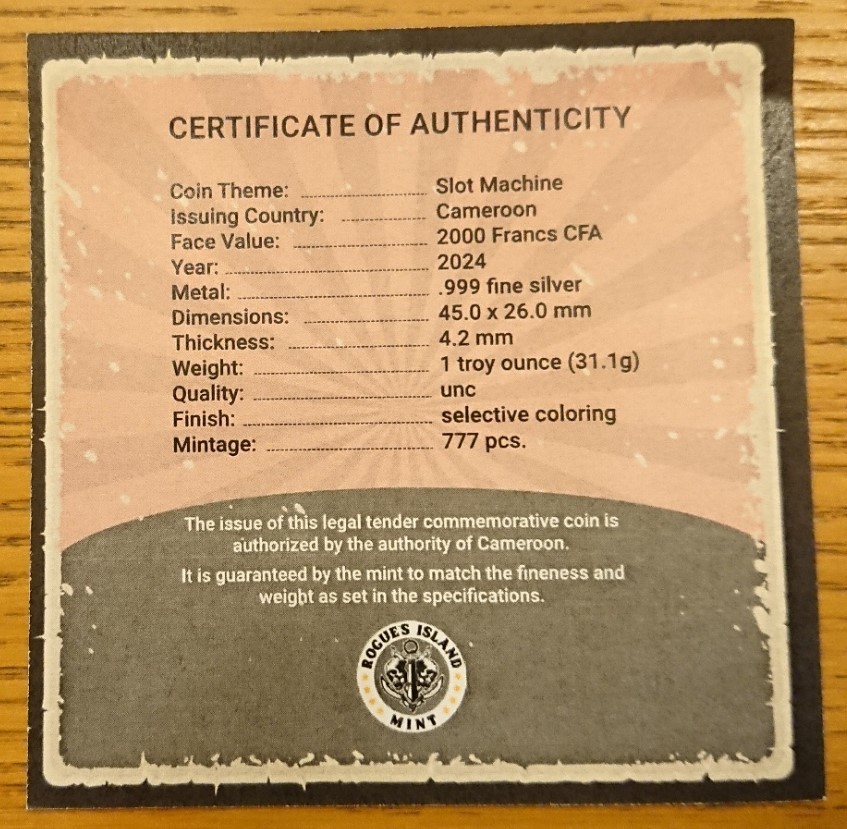 CERTIFICATE OF AUTHENTICITY
Coin Theme: Slot Machine
Issuing Country: Cameroon
Face Value: 2000 Francs CFA
Year: 2024
Metal: .999 fine silver
Dimensions: 45.0 x 26.0 mm
Thickness: 4.2 mm
Weight: 1 troy ounce (31.1g)
Quality: unc
Finish: selective coloring
Mintage: 777 pcs.
The issue of this legal tender commemorative coin is
authorized by the authority of Cameroon.
It is guaranteed by the mint to match the fineness and
weight as set in the specifications.
ROGUES ISLAND
MINT